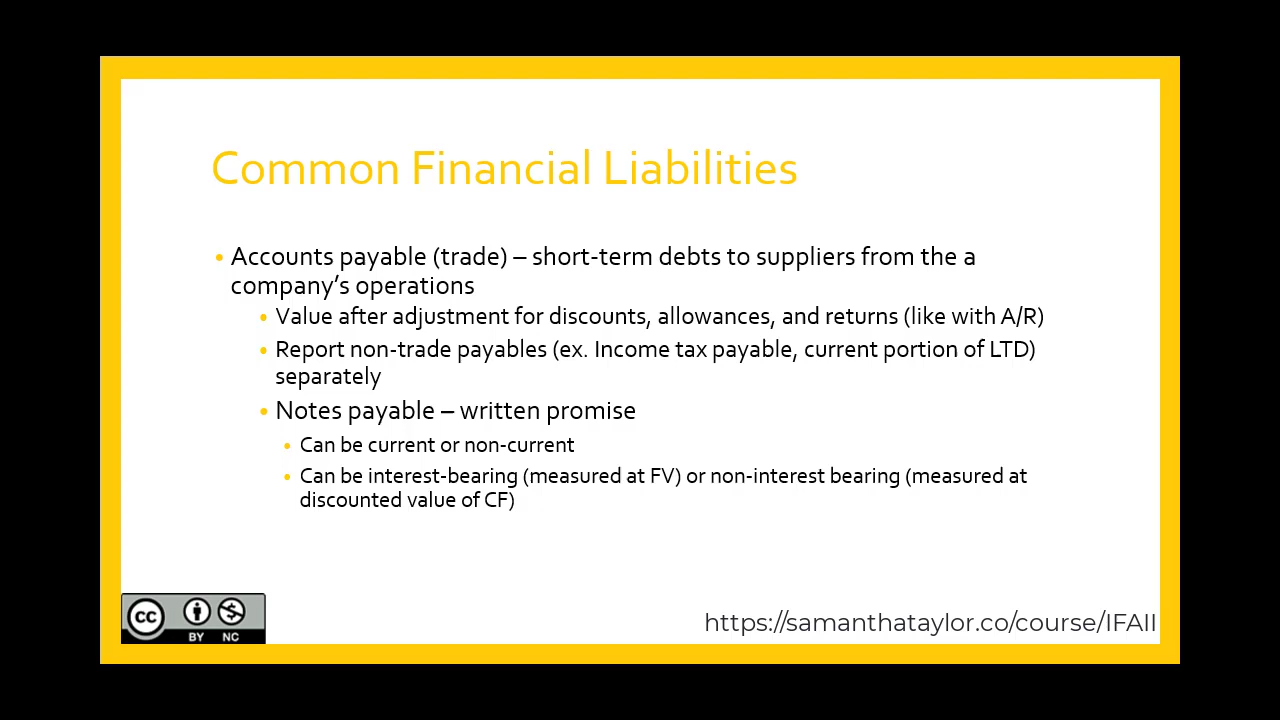 Common Financial Liabilities
• Accounts payable (trade) – short-term debts to suppliers from the a
company's operations
• Value after adjustment for discounts, allowances, and returns (like with A/R)
• Report non-trade payables (ex. Income tax payable, current portion of LTD)
separately
• Notes payable – written promise
• Can be current or non-current
• Can be interest-bearing (measured at FV) or non-interest bearing (measured at
discounted value of CF)
cc
BY NC
https://samanthataylor.co/course/IFAII